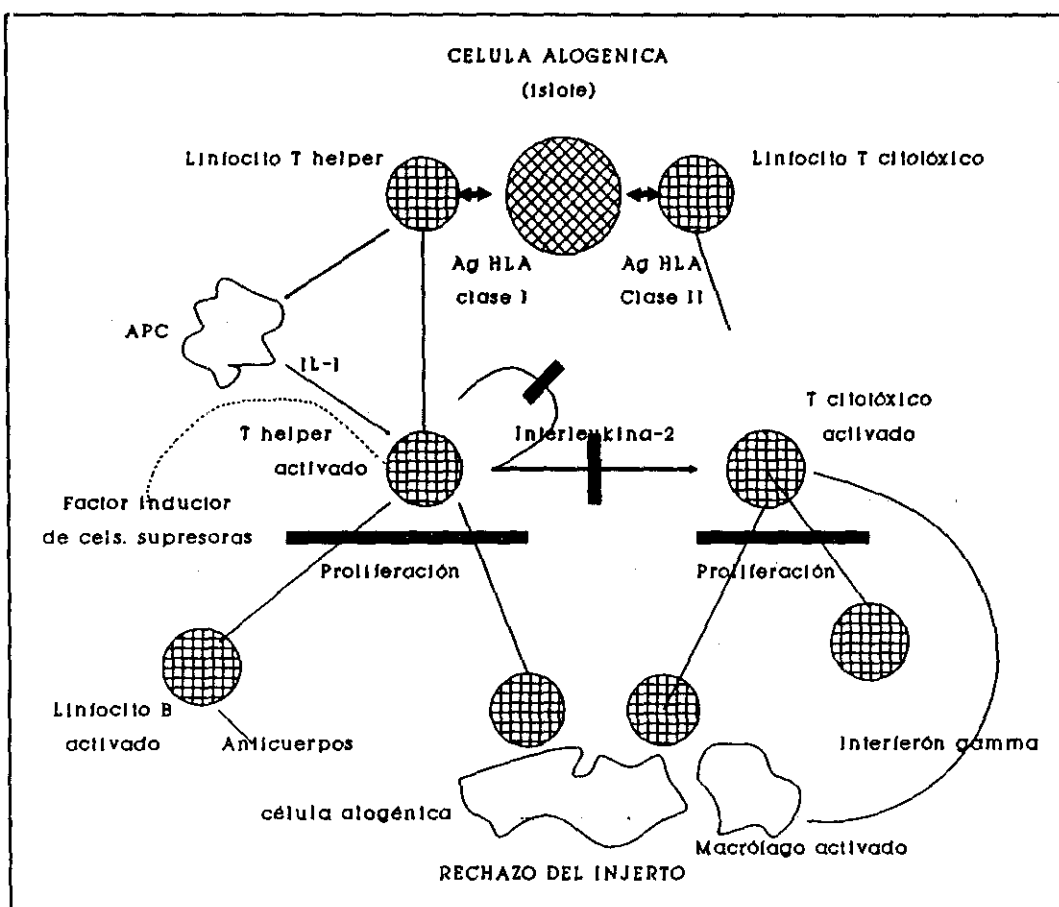 CELULA ALOGENICA
(islote)
Linfocito T helper
Linfocito T citotóxico
Ag HLA
clase I
Ag HLA
Clase II
APC
IL-1
T helper
activado
Interleukina-2
T citotóxico
activado
Factor inductor
de cels. supresoras
Proliferación
Proliferación
Linfocito B
activado
Anticuerpos
Interferón gamma
célula alogénica
Macrófago activado
RECHAZO DEL INJERTO